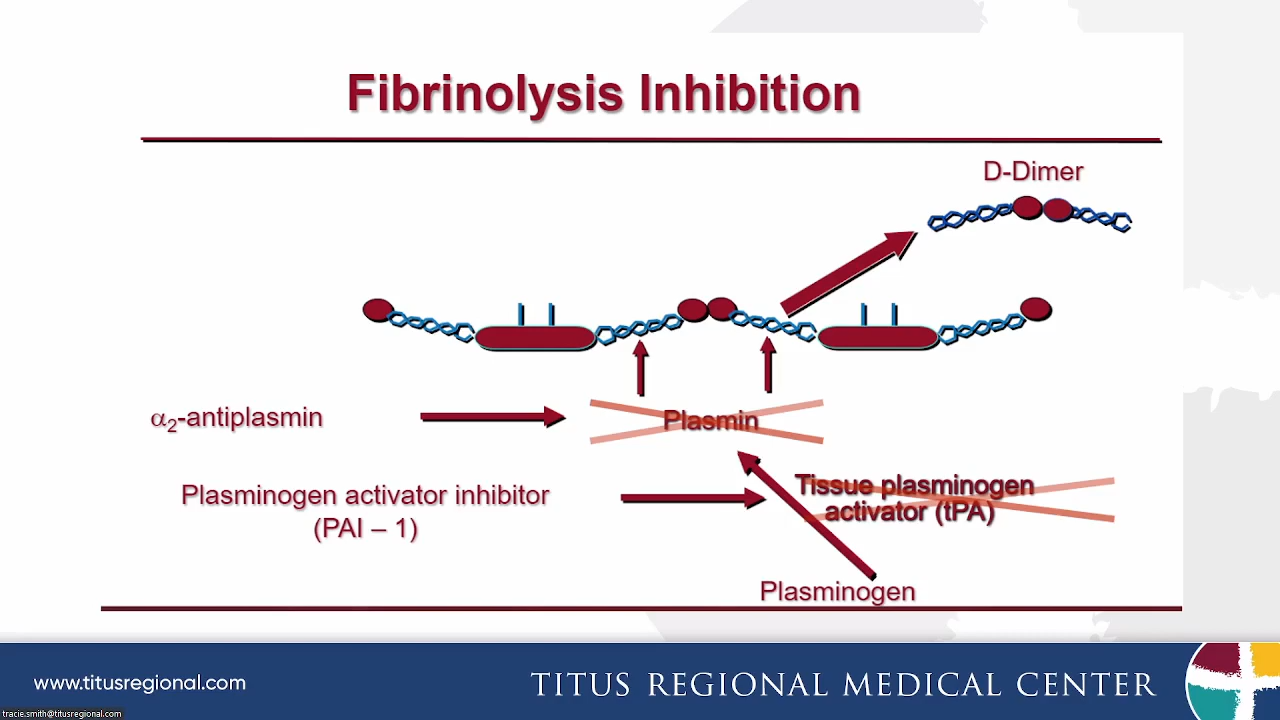 Fibrinolysis Inhibition
D-Dimer
α2-antiplasmin
Plasmin
Plasminogen activator inhibitor
(PAI – 1)
Tissue plasminogen
activator (tPA)
Plasminogen
www.titusregional.com
TITUS REGIONAL MEDICAL CENTER
tracie.smith@titusregional.com